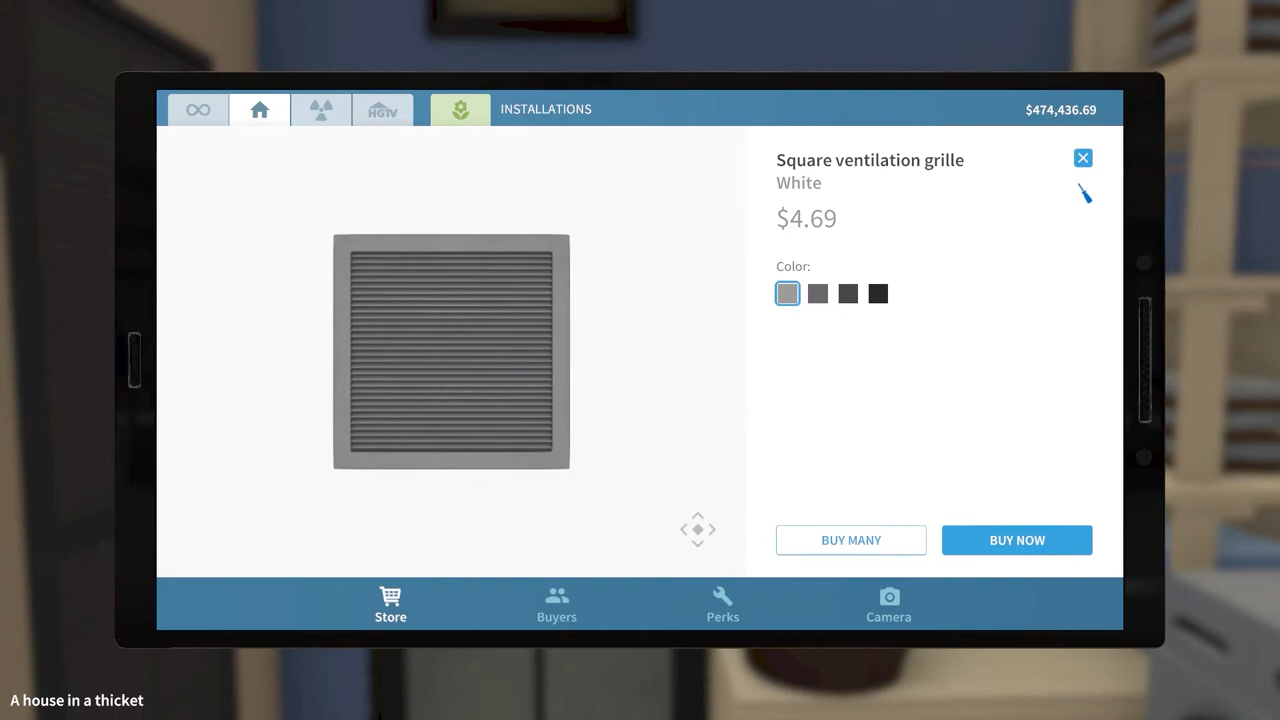 HGTV
INSTALLATIONS
$474,436.69
Square ventilation grille
White
$4.69
Color:
BUY MANY
BUY NOW
Store
Buyers
Perks
Camera
A house in a thicket